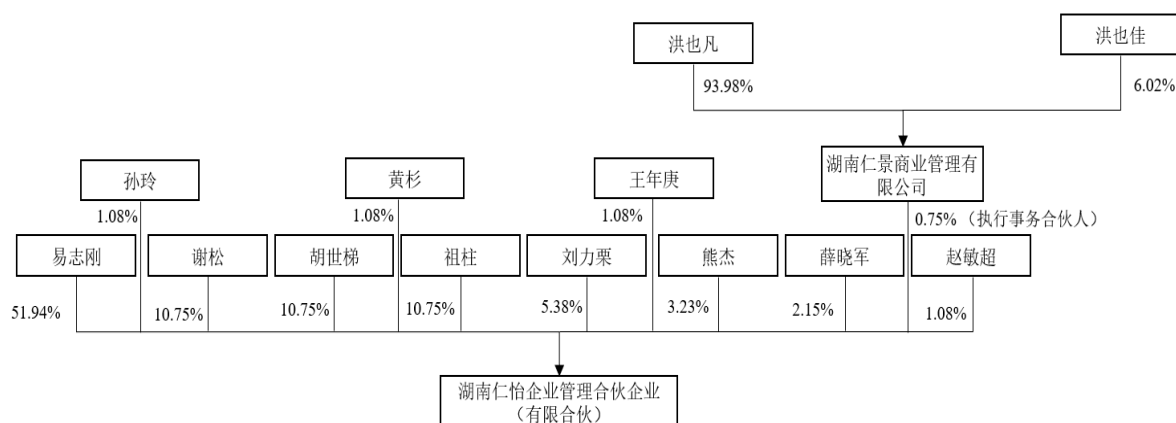 洪也凡
洪也佳
93.98%
6.02%
孙玲
黄杉
王年庚
湖南仁景商业管理有
限公司
1.08%
1.08%
1.08%
0.75%（执行事务合伙人）
易志刚
谢松
胡世梯
祖柱
刘力栗
熊杰
薛晓军
赵敏超
51.94%
10.75%
10.75%
10.75%
5.38%
3.23%
2.15%
1.08%
湖南仁怡企业管理合伙企业
（有限合伙）